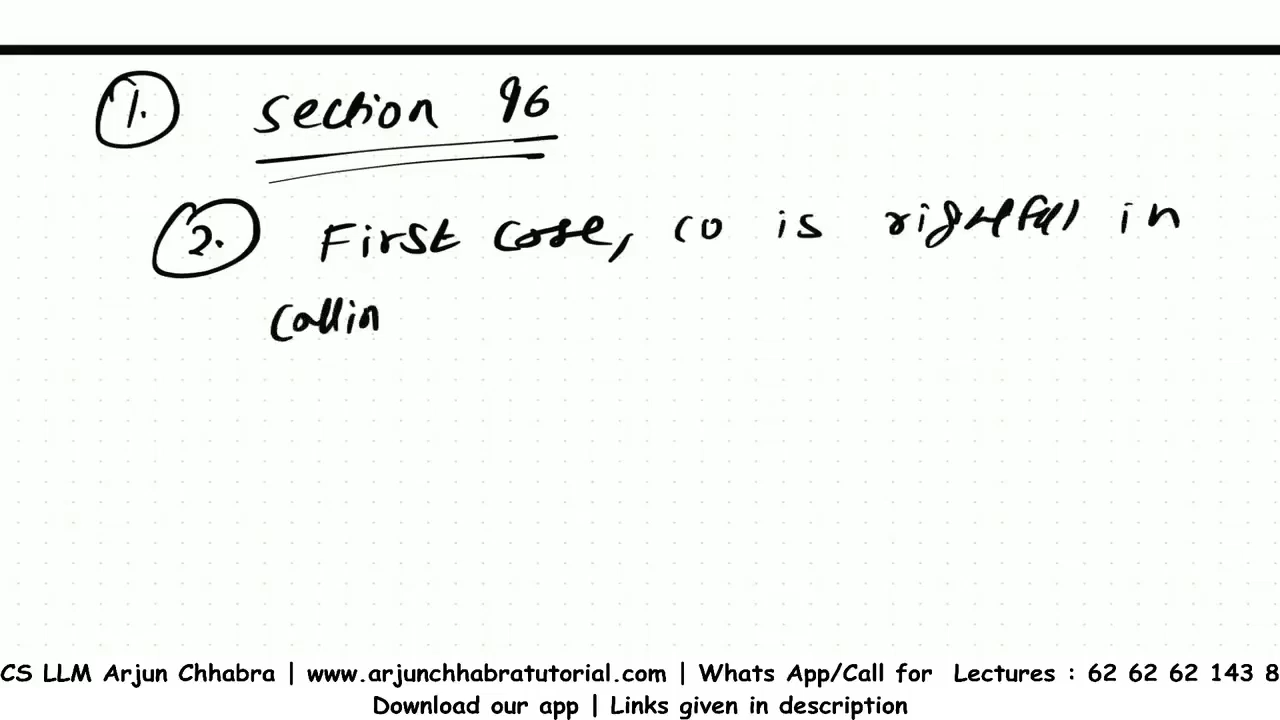 1. Section 96
2. First case, co is rightful in
callin
CS LLM Arjun Chhabra | www.arjunchhabratutorial.com | Whats App/Call for Lectures : 62 62 62 143 8
Download our app | Links given in description